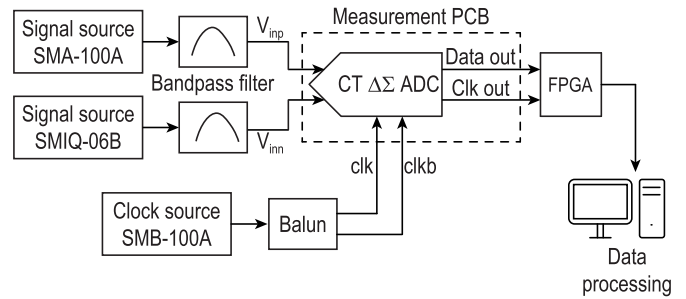 Measurement PCB
Signal source
SMA-100A
V_inp
Bandpass filter
CT ΔΣ ADC
Data out
Clk out
FPGA
Signal source
SMIQ-06B
V_inn
clk
clkb
Clock source
SMB-100A
Balun
Data
processing